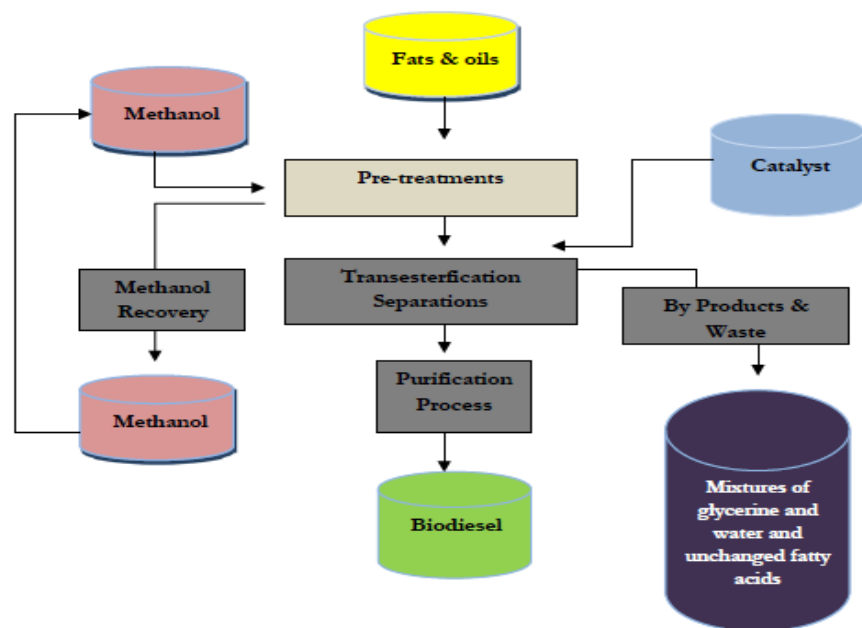 Fats & oils
Methanol
Catalyst
Pre-treatments
Methanol
Recovery
Transesterfication
Separations
By Products &
Waste
Purification
Process
Methanol
Biodiesel
Mixtures of
glycerine and
water and
unchanged fatty
acids